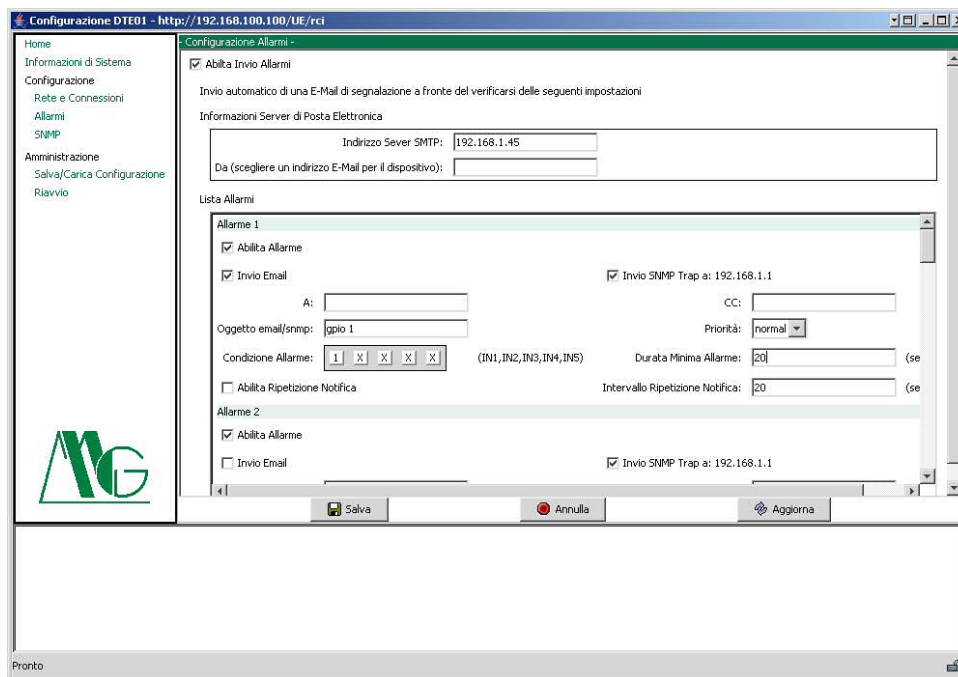 Configurazione DTE01 - http://192.168.100.100/UE/rci
Home
Informazioni di Sistema
Configurazione
Rete e Connessioni
Allarmi
SNMP
Amministrazione
Salva/Carica Configurazione
Riavvio
- Configurazione Allarmi -
Abilta Invio Allarmi
Invio automatico di una E-Mail di segnalazione a fronte del verificarsi delle seguenti impostazioni
Informazioni Server di Posta Elettronica
Indirizzo Sever SMTP: 192.168.1.45
Da (scegliere un indirizzo E-Mail per il dispositivo):
Lista Allarmi
Allarme 1
Abilita Allarme
Invio Email Invio SNMP Trap a: 192.168.1.1
A: CC:
Oggetto email/snmp: gpio 1 Priorità: normal
Condizione Allarme: 1 X X X X (IN1,IN2,IN3,IN4,IN5) Durata Minima Allarme: 20 (se
Abilita Ripetizione Notifica Intervallo Ripetizione Notifica: 20 (se
Allarme 2
Abilita Allarme
Invio Email Invio SNMP Trap a: 192.168.1.1
Salva Annulla Aggiorna
MG
Pronto